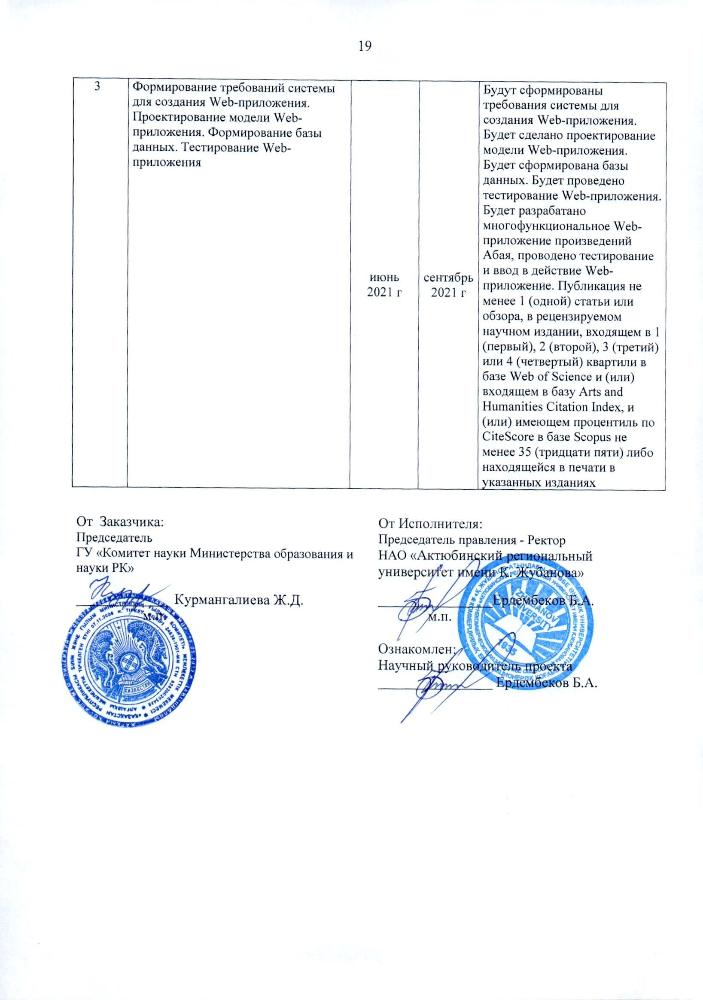 19
3
Формирование требований системы
для создания Web-приложения.
Проектирование модели Web-
приложения. Формирование базы
данных. Тестирование Web-
приложения
июнь
2021 г
сентябрь
2021 г
Будут сформированы
требования системы для
создания Web-приложения.
Будет сделано проектирование
модели Web-приложения.
Будет сформирована базы
данных. Будет проведено
тестирование Web-приложения.
Будет разрабатано
многофункциональное Web-
приложение произведений
Абая, проводено тестирование
и ввод в действие Web-
приложение. Публикация не
менее 1 (одной) статьи или
обзора, в рецензируемом
научном издании, входящем в 1
(первый), 2 (второй), 3 (третий)
или 4 (четвертый) квартили в
базе Web of Science и (или)
входящем в базу Arts and
Humanities Citation Index, и
(или) имеющем процентиль по
CiteScore в базе Scopus не
менее 35 (тридцати пяти) либо
находящейся в печати в
указанных изданиях
От Заказчика:
Председатель
ГУ «Комитет науки Министерства образования и
науки РК»
Курмангалиева Ж.Д.
м.п.
От Исполнителя:
Председатель правления - Ректор
НАО «Актюбинский региональный
университет имени К. Жубанова»
Ердембеков Б.А.
м.п.
Ознакомлен:
Научный руководитель проекта
Ердембеков Б.А.
ҚАЗАҚСТАН
ZHUBANOV
UNIVERSITY
1935